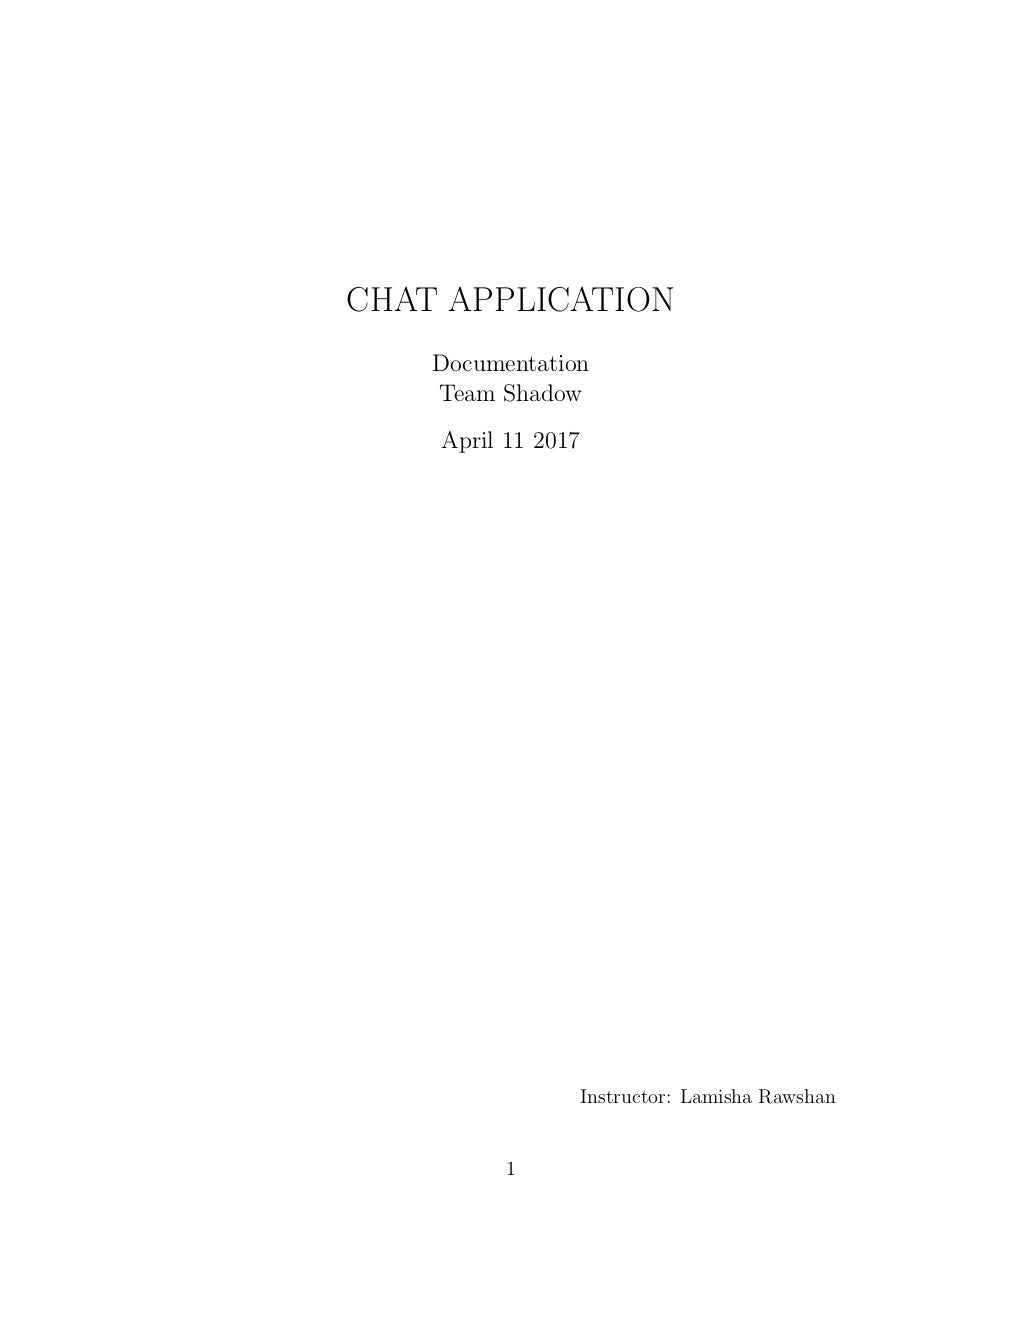 CHAT APPLICATION
Documentation
Team Shadow
April 11 2017
Instructor: Lamisha Rawshan
1